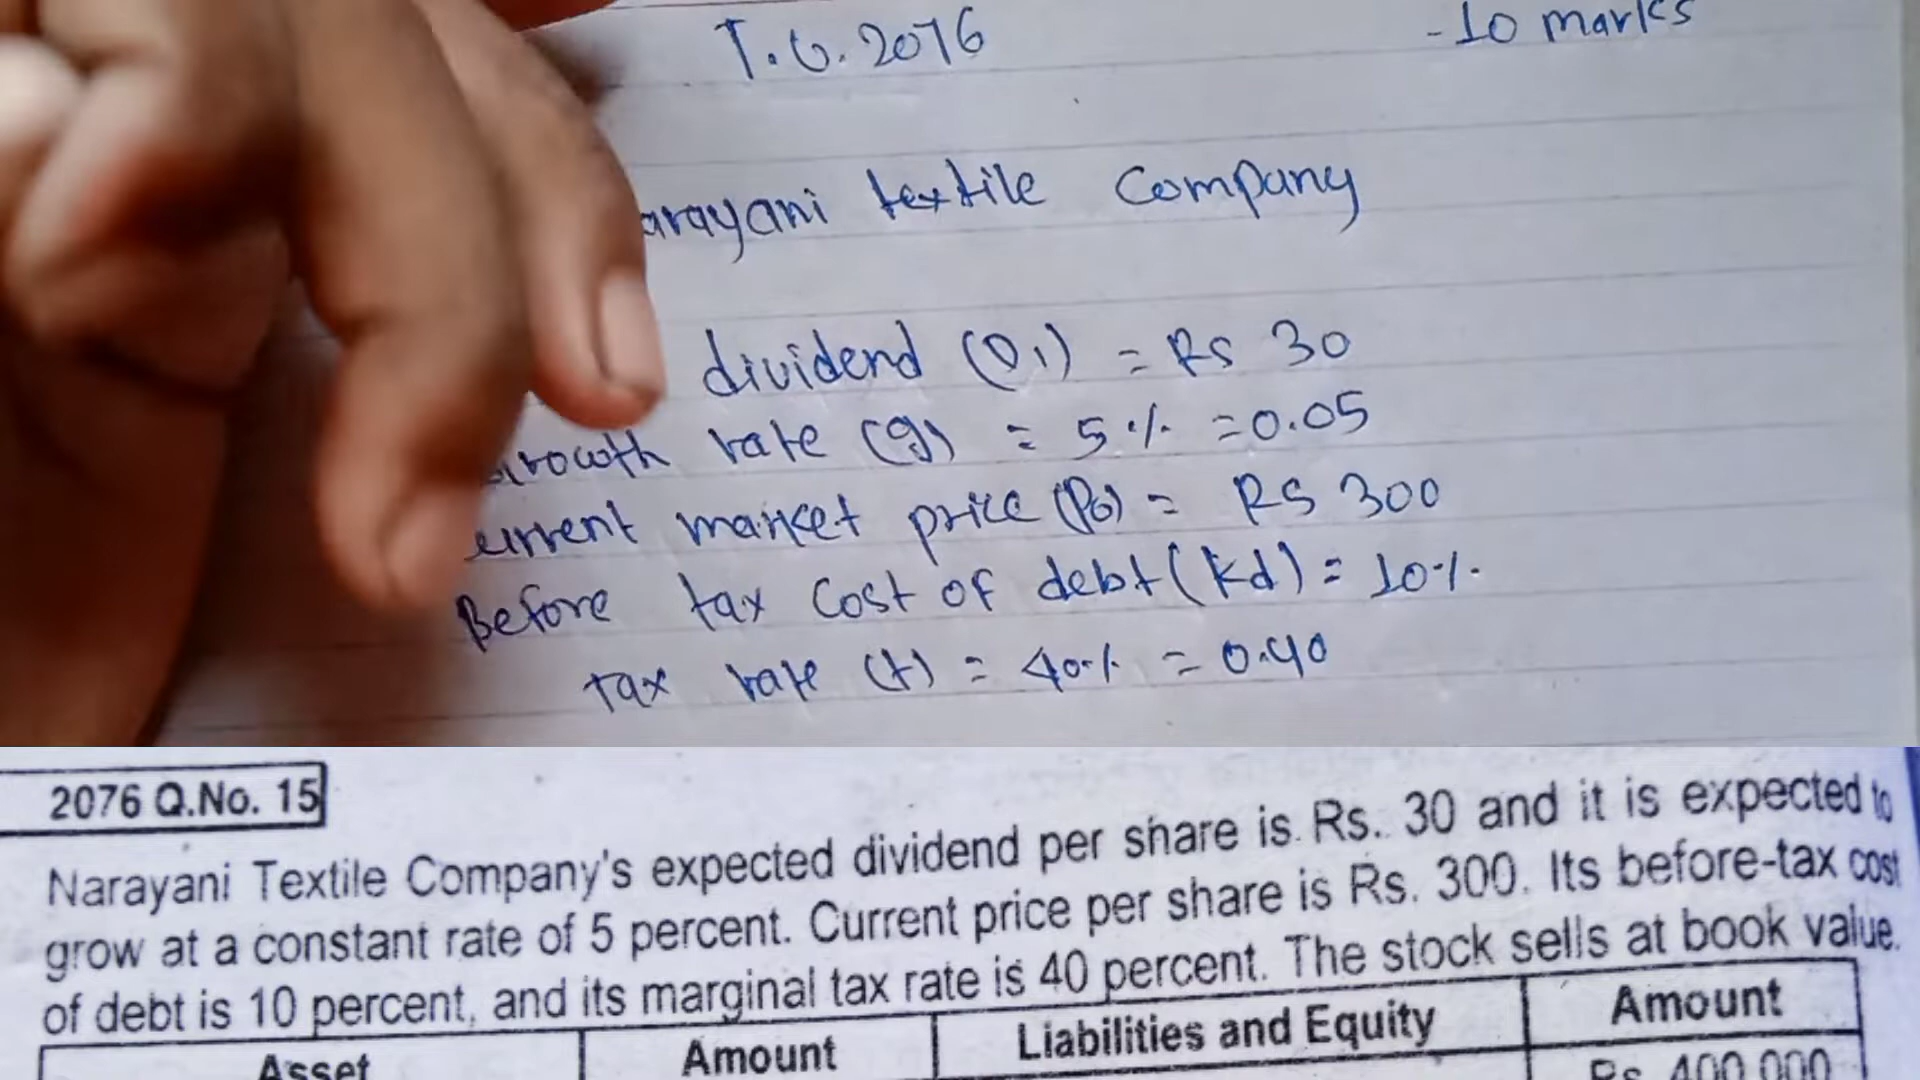 T.U. 2076 - 10 marks
arayani textile Company
dividend (D1) = Rs 30
Growth rate (g) = 5% = 0.05
urrent market price (P0) = RS 300
Before tax Cost of debt (kd) = 10%.
tax rate (t) = 40% = 0.40
2076 Q.No. 15
Narayani Textile Company's expected dividend per share is Rs. 30 and it is expected to
grow at a constant rate of 5 percent. Current price per share is Rs. 300. Its before-tax cost
of debt is 10 percent, and its marginal tax rate is 40 percent. The stock sells at book value.
Asset Amount Liabilities and Equity Amount
Rs. 400,000